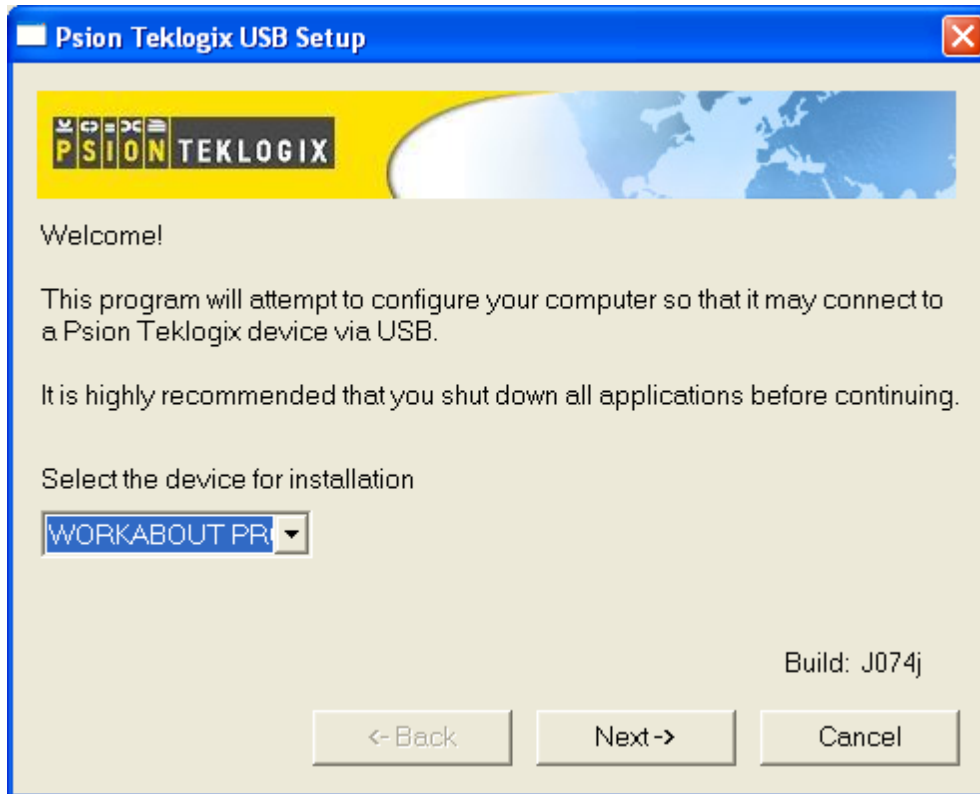 Psion Teklogix USB Setup
PSION TEKLOGIX
Welcome!
This program will attempt to configure your computer so that it may connect to
a Psion Teklogix device via USB.
It is highly recommended that you shut down all applications before continuing.
Select the device for installation
WORKABOUT PR
Build: J074j
<-Back
Next->
Cancel